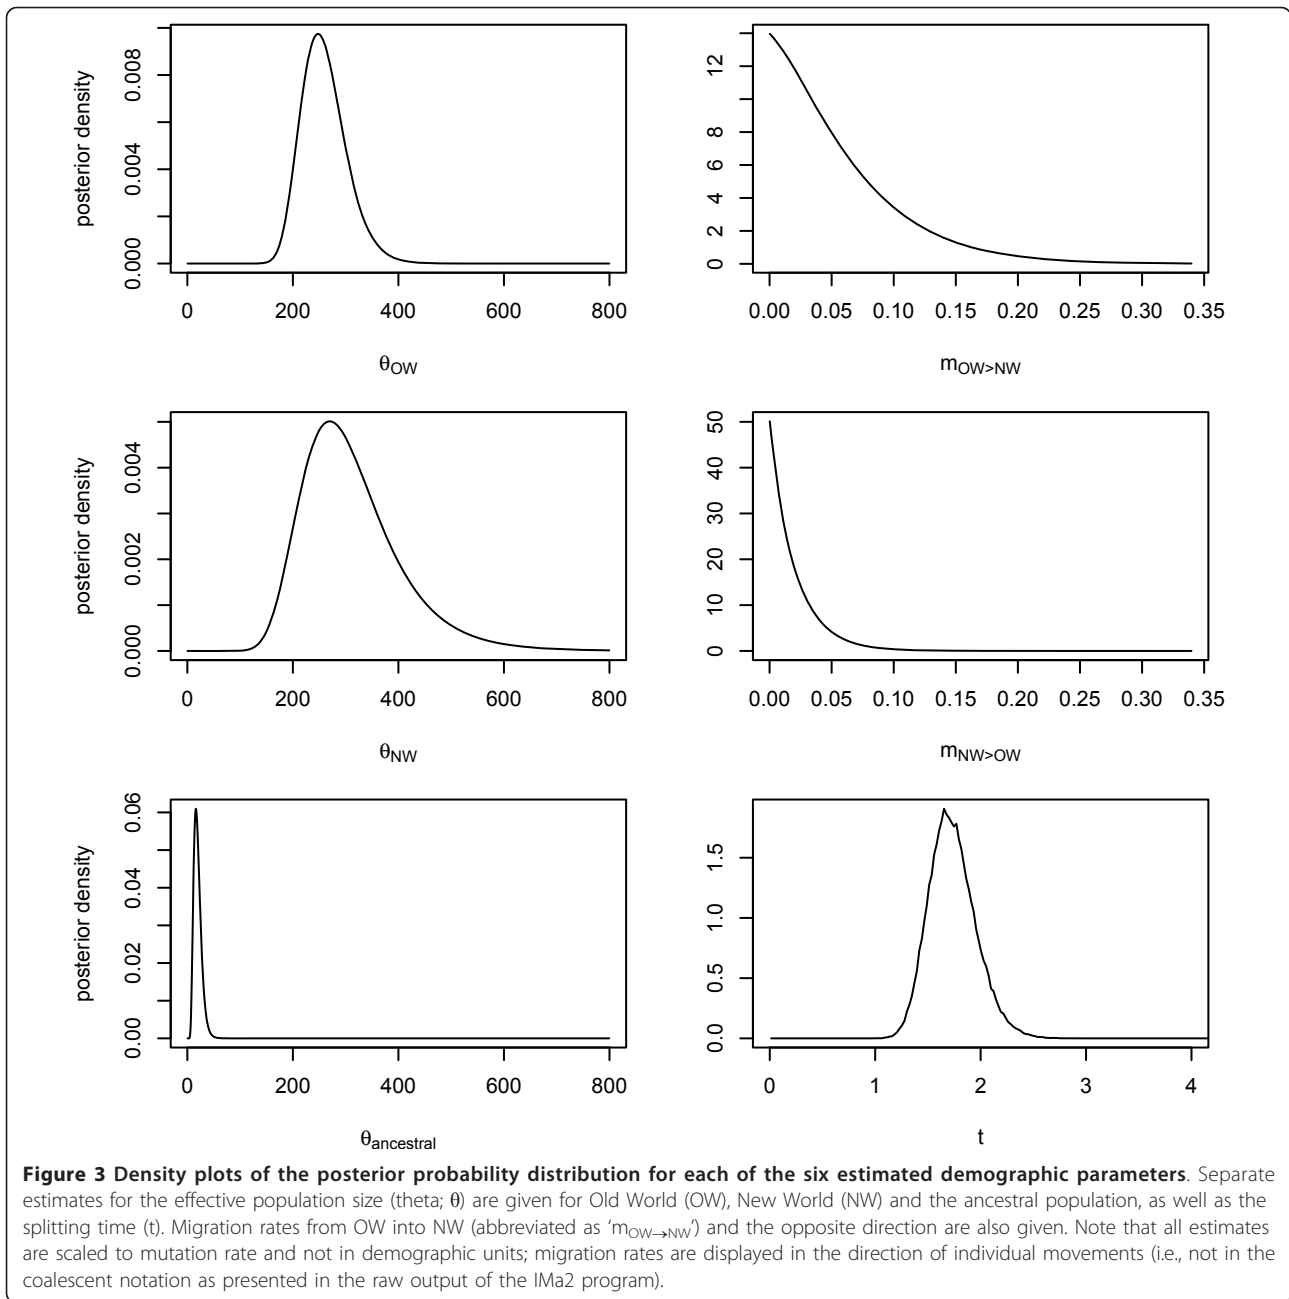 posterior density
0.000 0.004 0.008
0 200 400 600 800
θOW
0 2 4 6 8 12
0.00 0.05 0.10 0.15 0.20 0.25 0.30 0.35
mOW>NW
posterior density
0.000 0.002 0.004
0 200 400 600 800
θNW
0 10 20 30 40 50
0.00 0.05 0.10 0.15 0.20 0.25 0.30 0.35
mNW>OW
posterior density
0.00 0.02 0.04 0.06
0 200 400 600 800
θancestral
0.0 0.5 1.0 1.5
0 1 2 3 4
t
Figure 3 Density plots of the posterior probability distribution for each of the six estimated demographic parameters. Separate
estimates for the effective population size (theta; θ) are given for Old World (OW), New World (NW) and the ancestral population, as well as the
splitting time (t). Migration rates from OW into NW (abbreviated as ‘mOW→NW’) and the opposite direction are also given. Note that all estimates
are scaled to mutation rate and not in demographic units; migration rates are displayed in the direction of individual movements (i.e., not in the
coalescent notation as presented in the raw output of the IMa2 program).